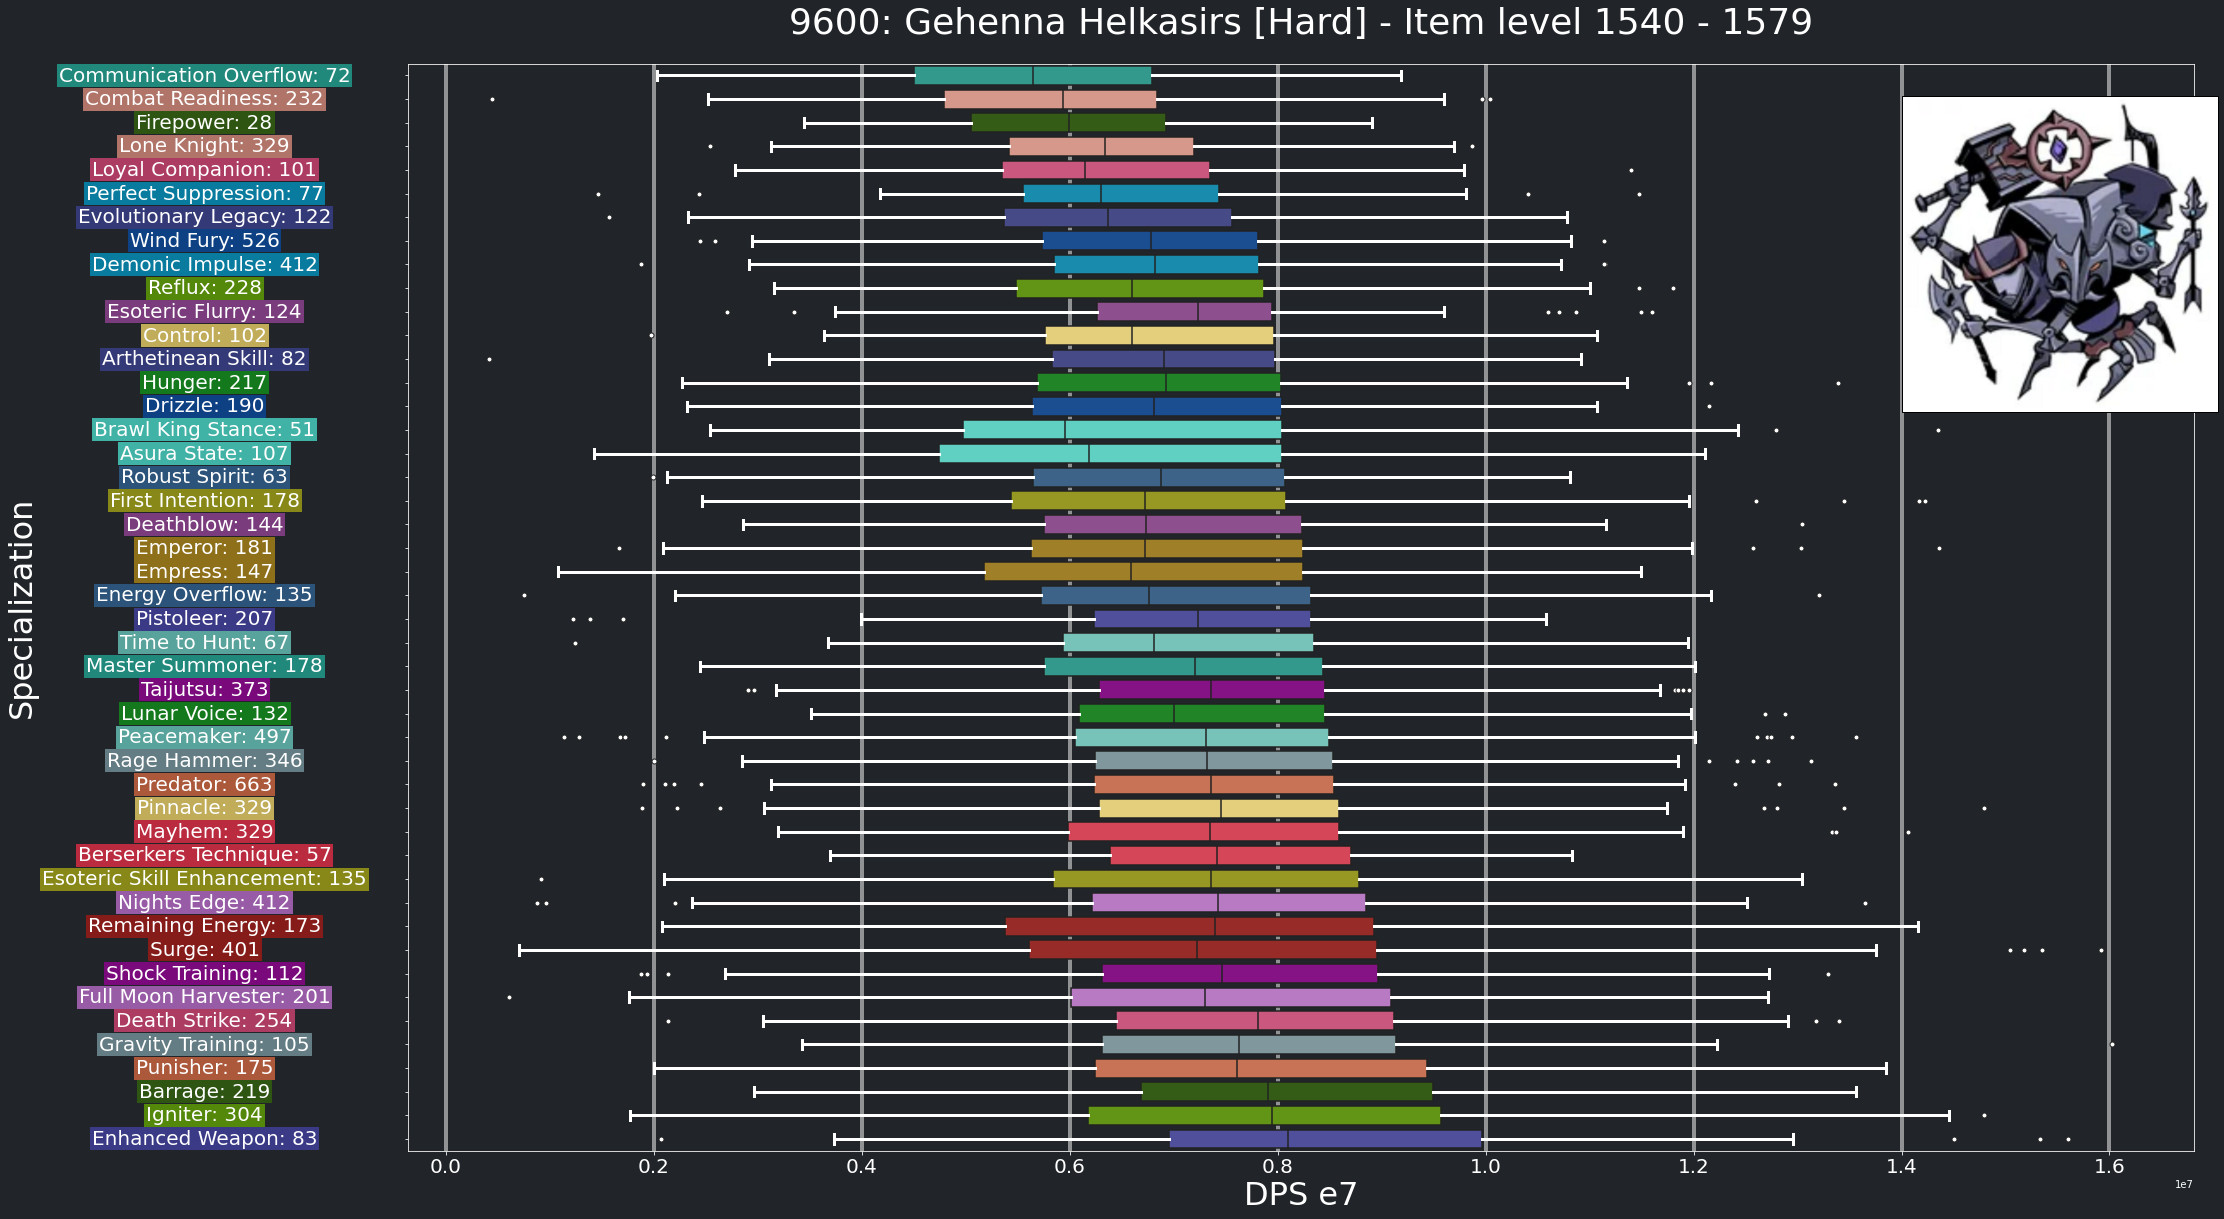 9600: Gehenna Helkasirs [Hard] - Item level 1540 - 1579
Communication Overflow: 72
Combat Readiness: 232
Firepower: 28
Lone Knight: 329
Loyal Companion: 101
Perfect Suppression: 77
Evolutionary Legacy: 122
Wind Fury: 526
Demonic Impulse: 412
Reflux: 228
Esoteric Flurry: 124
Control: 102
Arthetinean Skill: 82
Hunger: 217
Drizzle: 190
Brawl King Stance: 51
Asura State: 107
Robust Spirit: 63
First Intention: 178
Deathblow: 144
Emperor: 181
Empress: 147
Energy Overflow: 135
Pistoleer: 207
Time to Hunt: 67
Master Summoner: 178
Taijutsu: 373
Lunar Voice: 132
Peacemaker: 497
Rage Hammer: 346
Predator: 663
Pinnacle: 329
Mayhem: 329
Berserkers Technique: 57
Esoteric Skill Enhancement: 135
Nights Edge: 412
Remaining Energy: 173
Surge: 401
Shock Training: 112
Full Moon Harvester: 201
Death Strike: 254
Gravity Training: 105
Punisher: 175
Barrage: 219
Igniter: 304
Enhanced Weapon: 83
Specialization
0.0 0.2 0.4 0.6 0.8 1.0 1.2 1.4 1.6
DPS e7
1e7